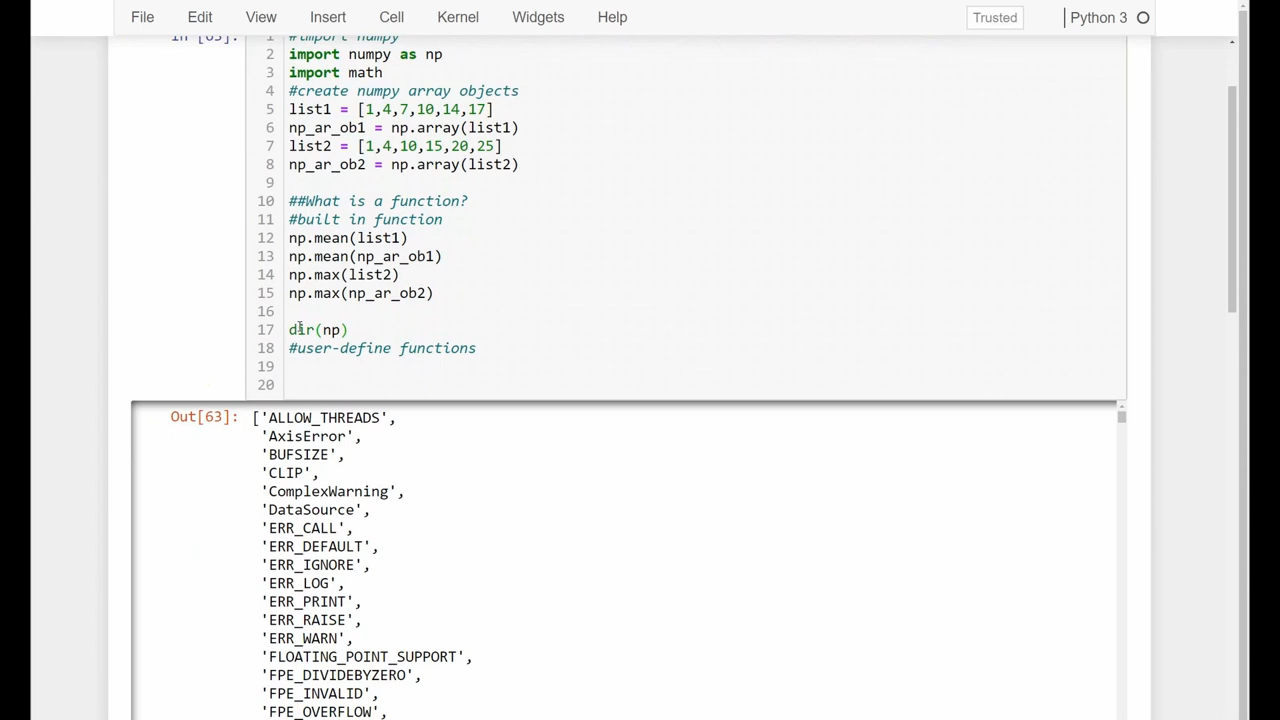 File Edit View Insert Cell Kernel Widgets Help Trusted Python 3
In [63]: 1 #import numpy
2 import numpy as np
3 import math
4 #create numpy array objects
5 list1 = [1,4,7,10,14,17]
6 np_ar_ob1 = np.array(list1)
7 list2 = [1,4,10,15,20,25]
8 np_ar_ob2 = np.array(list2)
9
10 ##What is a function?
11 #built in function
12 np.mean(list1)
13 np.mean(np_ar_ob1)
14 np.max(list2)
15 np.max(np_ar_ob2)
16
17 dir(np)
18 #user-define functions
19
20
Out[63]: ['ALLOW_THREADS',
'AxisError',
'BUFSIZE',
'CLIP',
'ComplexWarning',
'DataSource',
'ERR_CALL',
'ERR_DEFAULT',
'ERR_IGNORE',
'ERR_LOG',
'ERR_PRINT',
'ERR_RAISE',
'ERR_WARN',
'FLOATING_POINT_SUPPORT',
'FPE_DIVIDEBYZERO',
'FPE_INVALID',
'FPE_OVERFLOW',